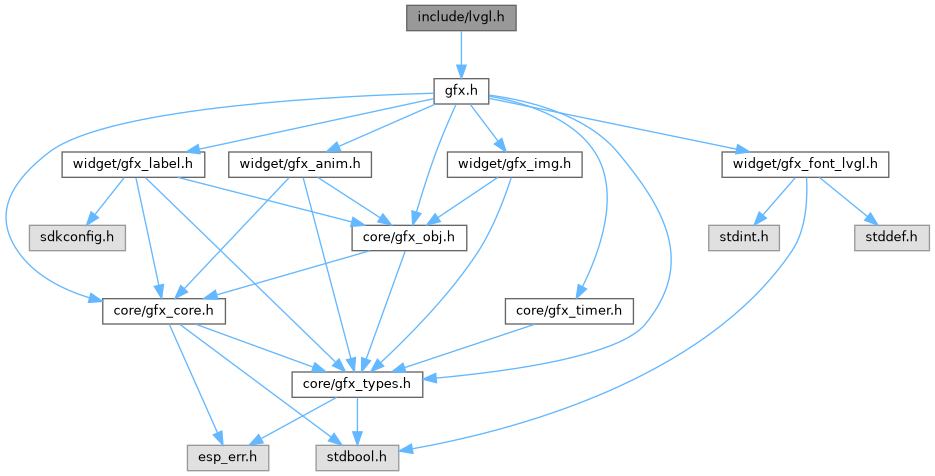 include/lvgl.h
gfx.h
widget/gfx_label.h
widget/gfx_anim.h
widget/gfx_img.h
widget/gfx_font_lvgl.h
sdkconfig.h
core/gfx_obj.h
stdint.h
stddef.h
core/gfx_core.h
core/gfx_timer.h
core/gfx_types.h
esp_err.h
stdbool.h